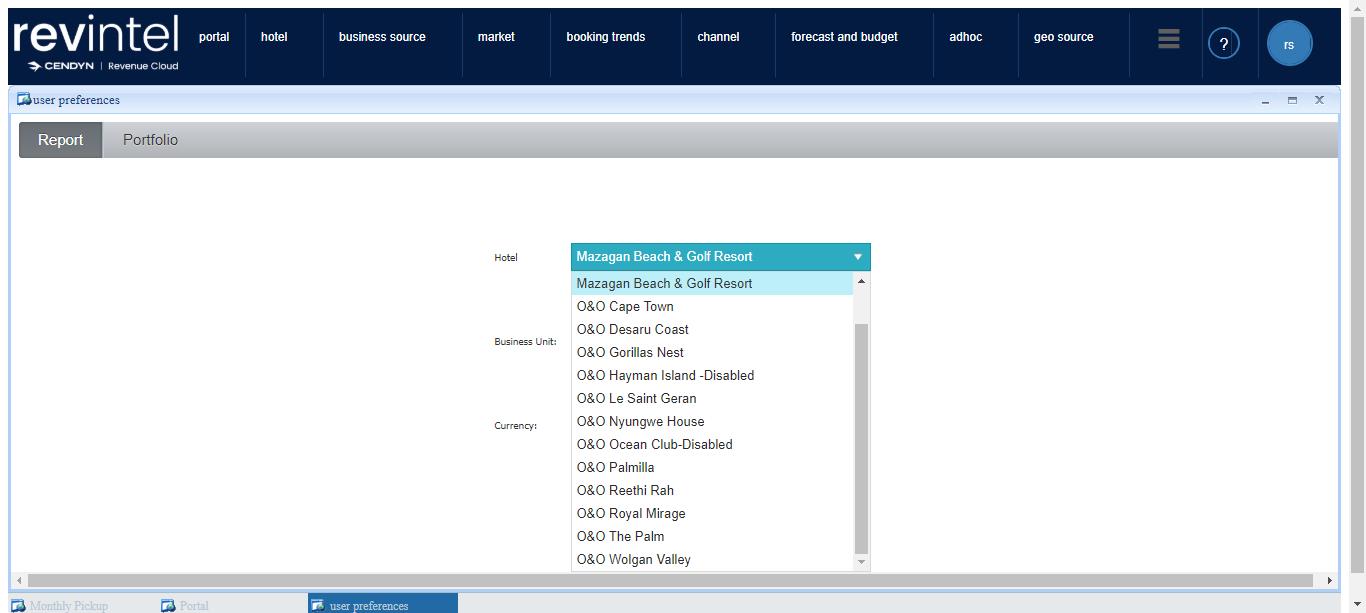 revintel
CENDYN | Revenue Cloud
portal
hotel
business source
market
booking trends
channel
forecast and budget
adhoc
geo source
?
rs
user preferences
Report
Portfolio
Hotel
Mazagan Beach & Golf Resort
Mazagan Beach & Golf Resort
O&O Cape Town
O&O Desaru Coast
Business Unit:
O&O Gorillas Nest
O&O Hayman Island -Disabled
O&O Le Saint Geran
Currency:
O&O Nyungwe House
O&O Ocean Club-Disabled
O&O Palmilla
O&O Reethi Rah
O&O Royal Mirage
O&O The Palm
O&O Wolgan Valley
Monthly Pickup
Portal
user preferences